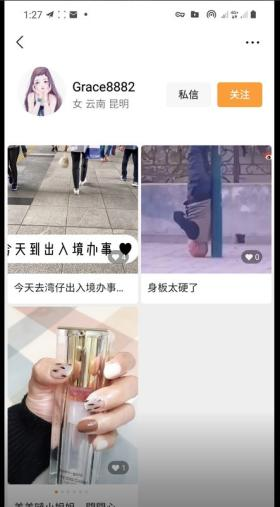 1:27
Grace8882
女 云南 昆明
私信
关注
今天到出入境办事
4
今天去湾仔出入境办事...
0
身板太硬了
1